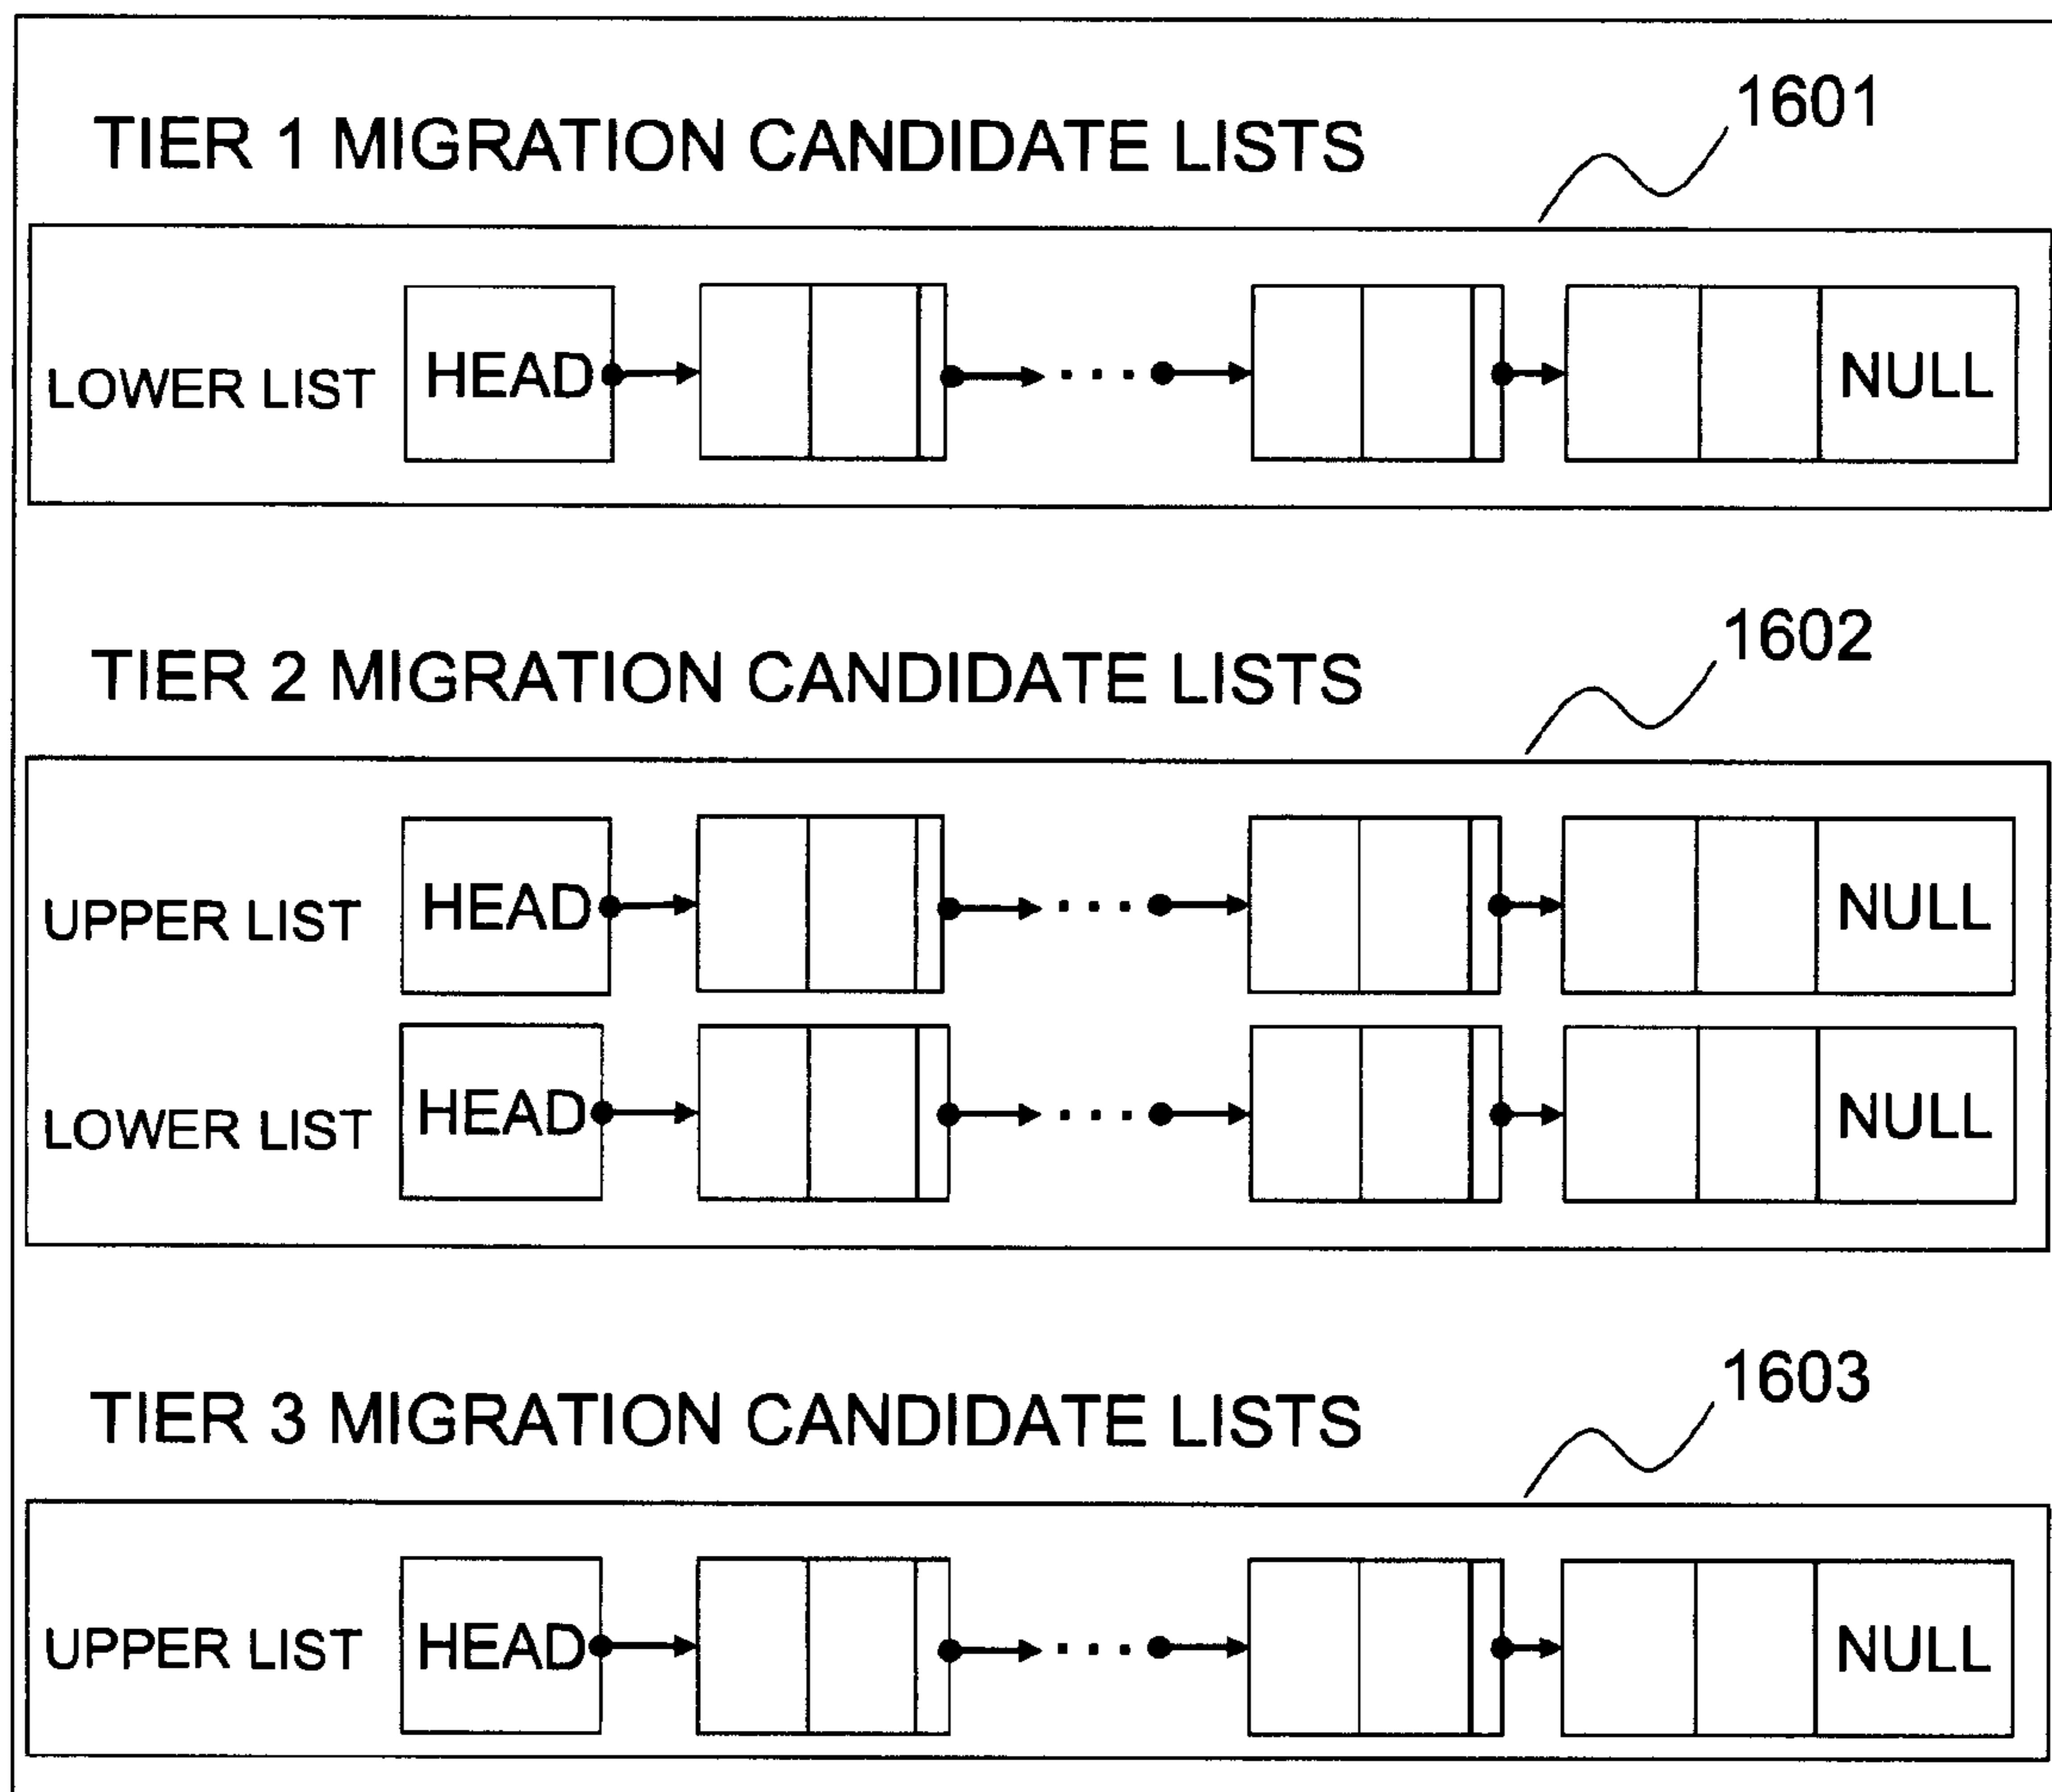 1601
TIER 1 MIGRATION CANDIDATE LISTS
LOWER LIST HEAD ... NULL
1602
TIER 2 MIGRATION CANDIDATE LISTS
UPPER LIST HEAD ... NULL
LOWER LIST HEAD ... NULL
1603
TIER 3 MIGRATION CANDIDATE LISTS
UPPER LIST HEAD ... NULL